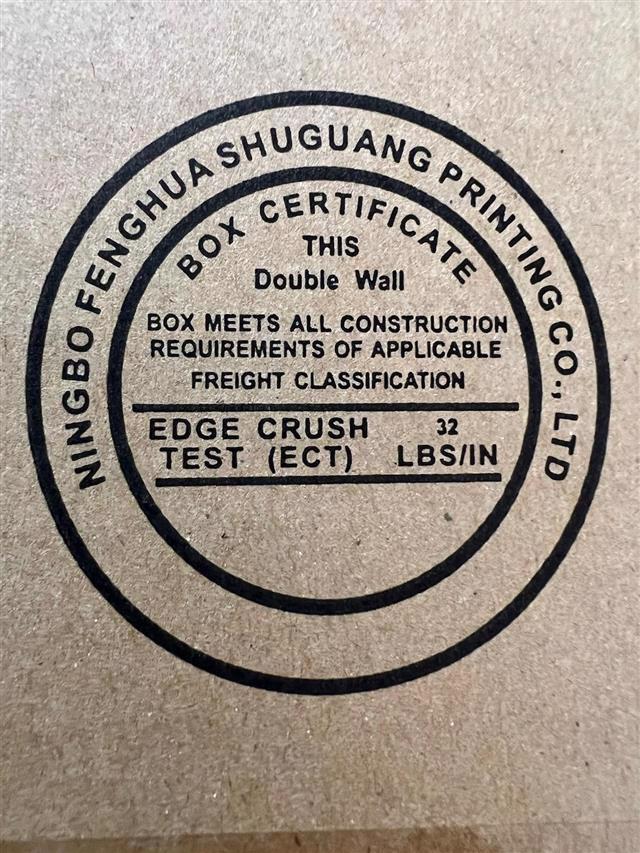 NINGBO FENGHUA SHUGUANG PRINTING CO., LTD
BOX CERTIFICATE
THIS
Double Wall
BOX MEETS ALL CONSTRUCTION
REQUIREMENTS OF APPLICABLE
FREIGHT CLASSIFICATION
EDGE CRUSH 32
TEST (ECT) LBS/IN